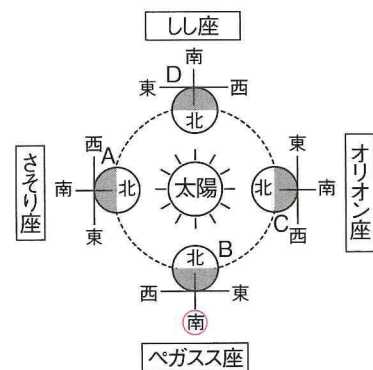 しし座
南
D
東 西
北
さそり座
西
A
南 北
東
太陽
オリオン座
東
北 南
C
西
北
B
西 東
南
ペガスス座